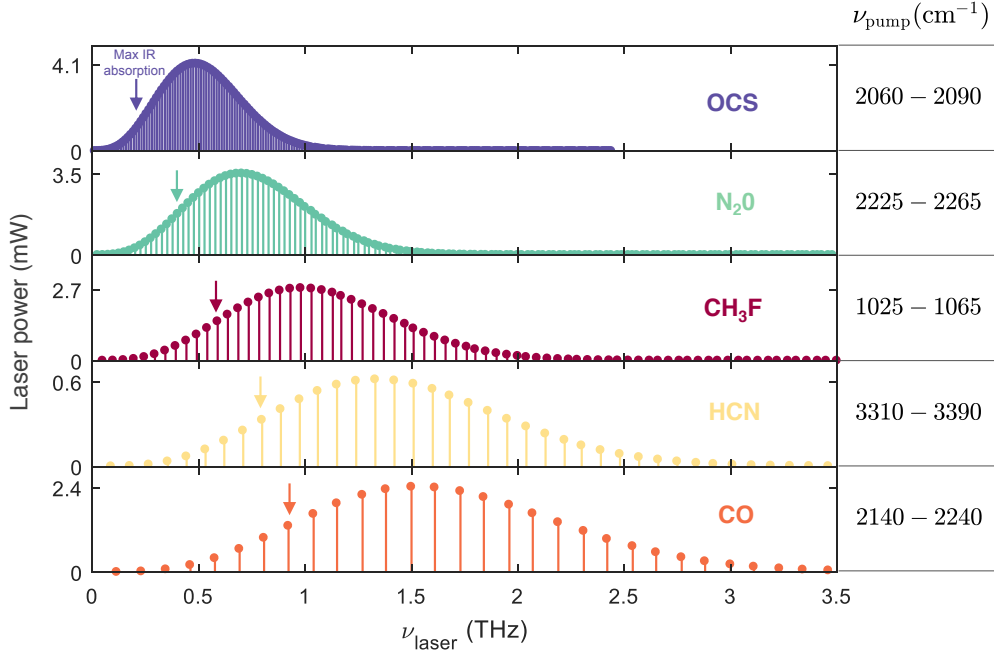 ν_pump(cm⁻¹)
Max IR
absorption
4.1
0
OCS
2060 − 2090
3.5
0
N₂0
2225 − 2265
2.7
0
CH₃F
1025 − 1065
0.6
0
HCN
3310 − 3390
2.4
0
CO
2140 − 2240
Laser power (mW)
0 0.5 1 1.5 2 2.5 3 3.5
ν_laser (THz)